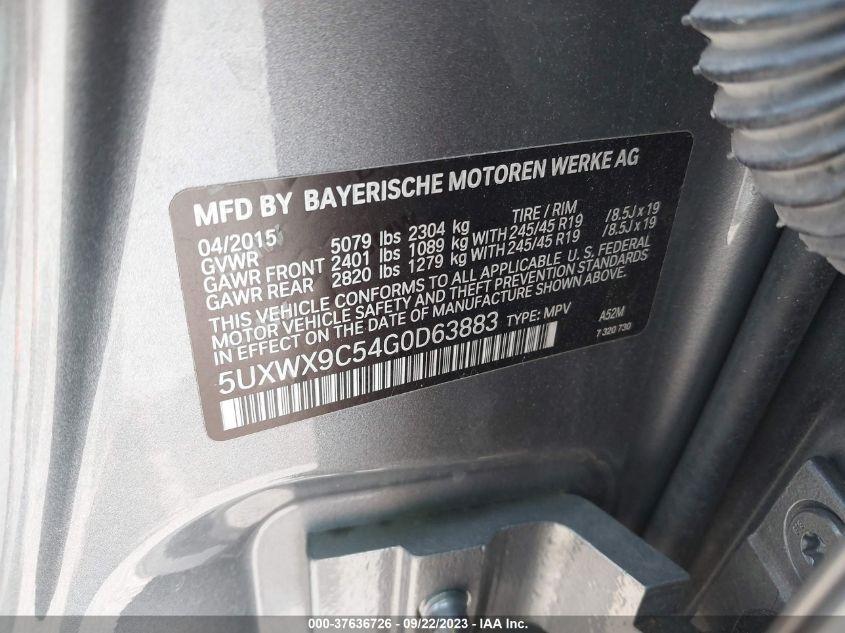 MFD BY BAYERISCHE MOTOREN WERKE AG
04/2015 TIRE / RIM
GVWR 5079 lbs 2304 kg
GAWR FRONT 2401 lbs 1089 kg WITH 245/45 R19 /8.5J x 19
GAWR REAR 2820 lbs 1279 kg WITH 245/45 R19 /8.5J x 19
THIS VEHICLE CONFORMS TO ALL APPLICABLE U.S. FEDERAL
MOTOR VEHICLE SAFETY AND THEFT PREVENTION STANDARDS
IN EFFECT ON THE DATE OF MANUFACTURE SHOWN ABOVE.
5UXWX9C54G0D63883 TYPE: MPV A52M
7 320 730
000-37636726 - 09/22/2023 - IAA Inc.